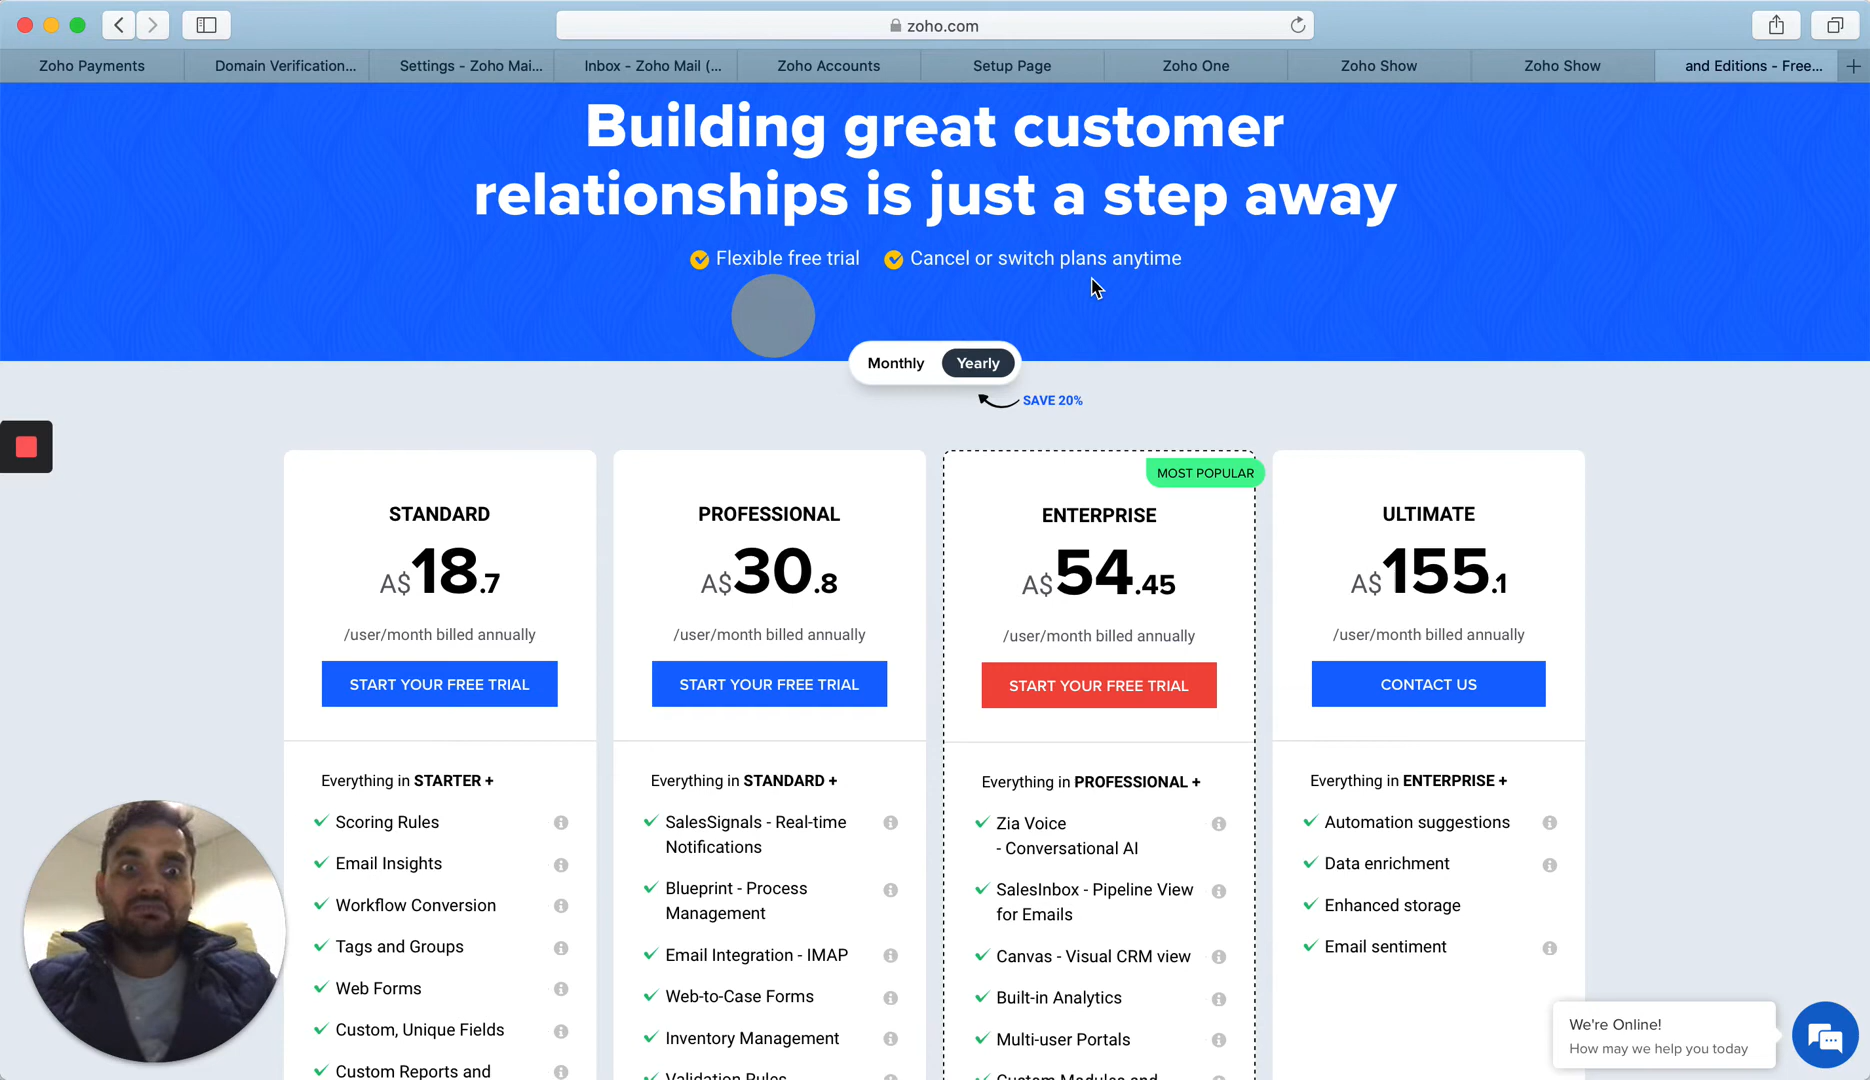 zoho.com
Zoho Payments
Domain Verification...
Settings - Zoho Mai...
Inbox - Zoho Mail (...
Zoho Accounts
Setup Page
Zoho One
Zoho Show
Zoho Show
and Editions - Free...
Building great customer
relationships is just a step away
Flexible free trial
Cancel or switch plans anytime
Monthly
Yearly
SAVE 20%
STANDARD
A$18.7
/user/month billed annually
START YOUR FREE TRIAL
Everything in STARTER +
Scoring Rules
Email Insights
Workflow Conversion
Tags and Groups
Web Forms
Custom, Unique Fields
Custom Reports and
PROFESSIONAL
A$30.8
/user/month billed annually
START YOUR FREE TRIAL
Everything in STANDARD +
SalesSignals - Real-time
Notifications
Blueprint - Process
Management
Email Integration - IMAP
Web-to-Case Forms
Inventory Management
Validation Rules
MOST POPULAR
ENTERPRISE
A$54.45
/user/month billed annually
START YOUR FREE TRIAL
Everything in PROFESSIONAL +
Zia Voice
- Conversational AI
SalesInbox - Pipeline View
for Emails
Canvas - Visual CRM view
Built-in Analytics
Multi-user Portals
Custom Modules and
ULTIMATE
A$155.1
/user/month billed annually
CONTACT US
Everything in ENTERPRISE +
Automation suggestions
Data enrichment
Enhanced storage
Email sentiment
We're Online!
How may we help you today